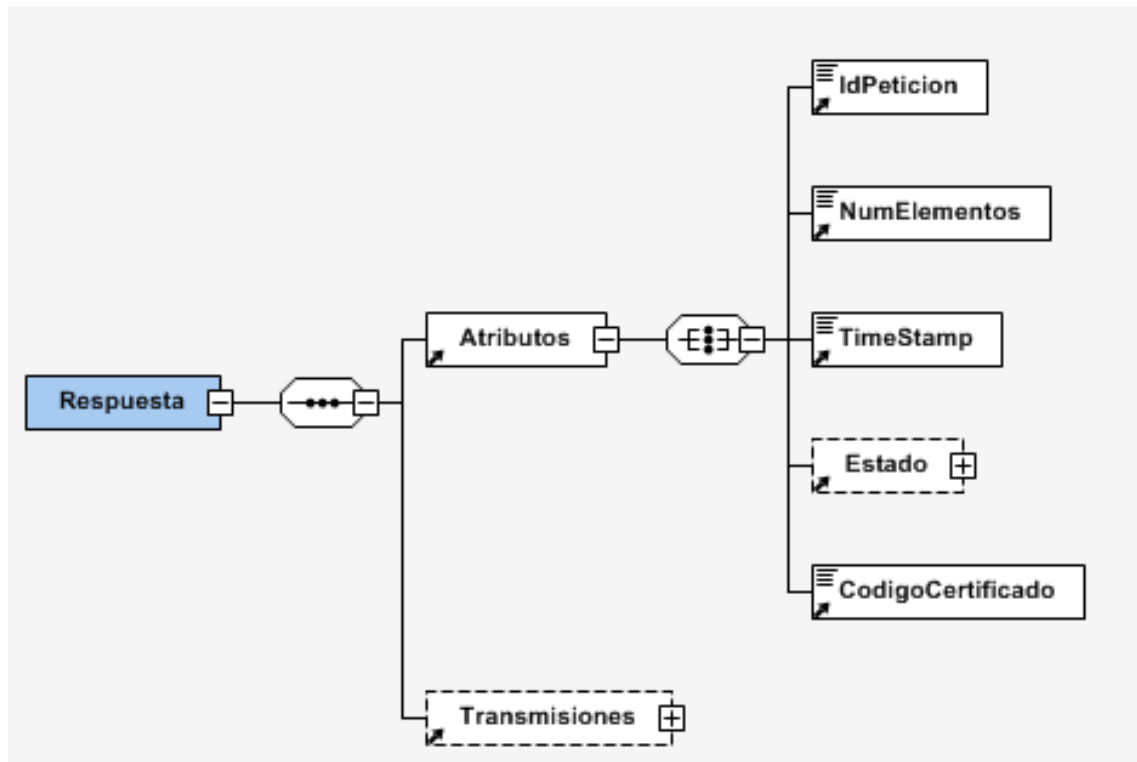 Respuesta
Atributos
IdPeticion
NumElementos
TimeStamp
Estado
CodigoCertificado
Transmisiones